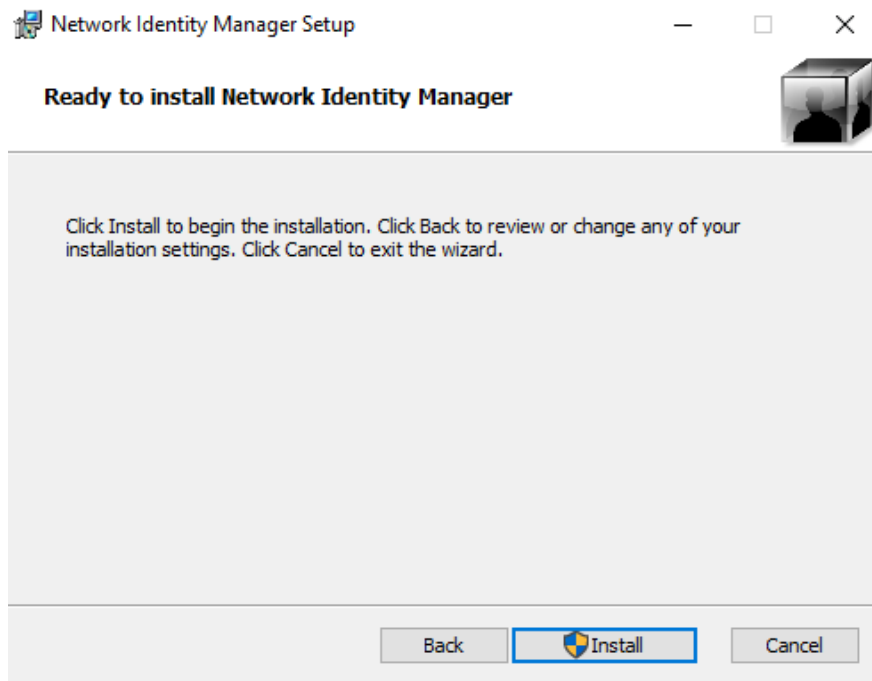 Network Identity Manager Setup
Ready to install Network Identity Manager
Click Install to begin the installation. Click Back to review or change any of your
installation settings. Click Cancel to exit the wizard.
Back
Install
Cancel